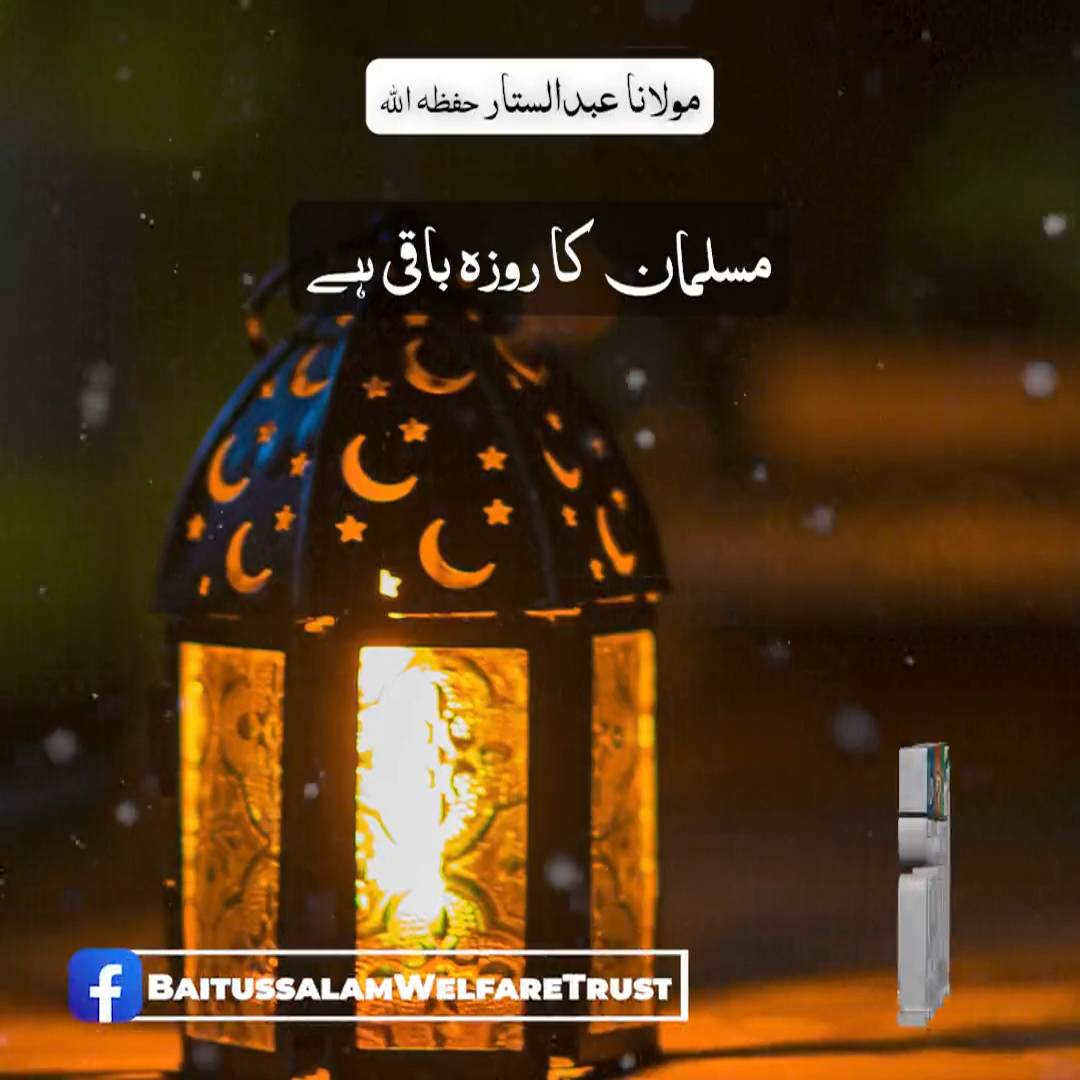 مولانا عبدالستار حفظہ اللہ
مسلمان کا روزہ باقی ہے
BAITUSSALAMWELFARETRUST